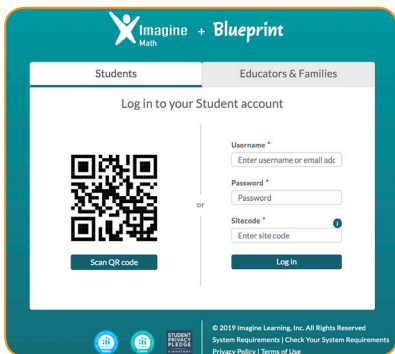 Imagine + Blueprint
Math
Students
Educators & Families
Log in to your Student account
Username *
Enter username or email adc
Password *
Password
or
Sitecode *
i
Enter site code
Scan QR code
Log in
STUDENT
PRIVACY
PLEDGE
© 2019 Imagine Learning, Inc. All Rights Reserved
System Requirements | Check Your System Requirements
Privacy Policy | Terms of Use